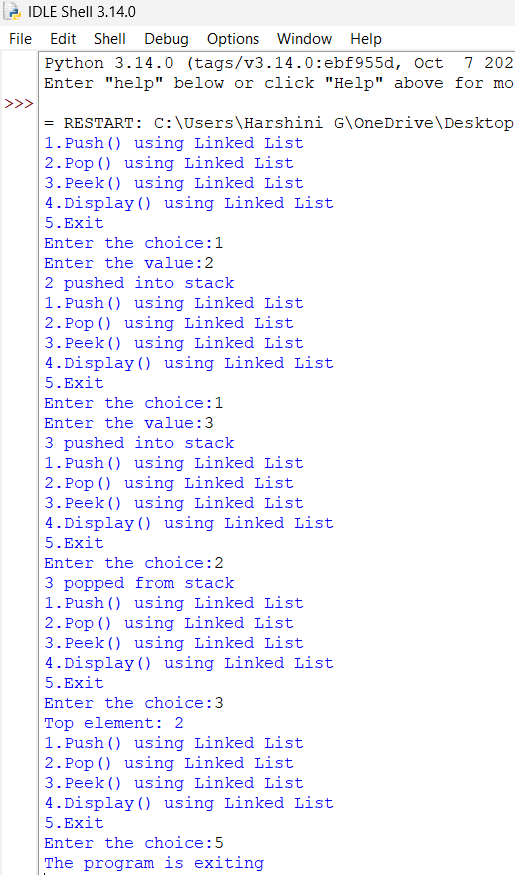 IDLE Shell 3.14.0
File Edit Shell Debug Options Window Help
Python 3.14.0 (tags/v3.14.0:ebf955d, Oct 7 202
Enter "help" below or click "Help" above for mo
>>>
= RESTART: C:\Users\Harshini G\OneDrive\Desktop
1.Push() using Linked List
2.Pop() using Linked List
3.Peek() using Linked List
4.Display() using Linked List
5.Exit
Enter the choice:1
Enter the value:2
2 pushed into stack
1.Push() using Linked List
2.Pop() using Linked List
3.Peek() using Linked List
4.Display() using Linked List
5.Exit
Enter the choice:1
Enter the value:3
3 pushed into stack
1.Push() using Linked List
2.Pop() using Linked List
3.Peek() using Linked List
4.Display() using Linked List
5.Exit
Enter the choice:2
3 popped from stack
1.Push() using Linked List
2.Pop() using Linked List
3.Peek() using Linked List
4.Display() using Linked List
5.Exit
Enter the choice:3
Top element: 2
1.Push() using Linked List
2.Pop() using Linked List
3.Peek() using Linked List
4.Display() using Linked List
5.Exit
Enter the choice:5
The program is exiting